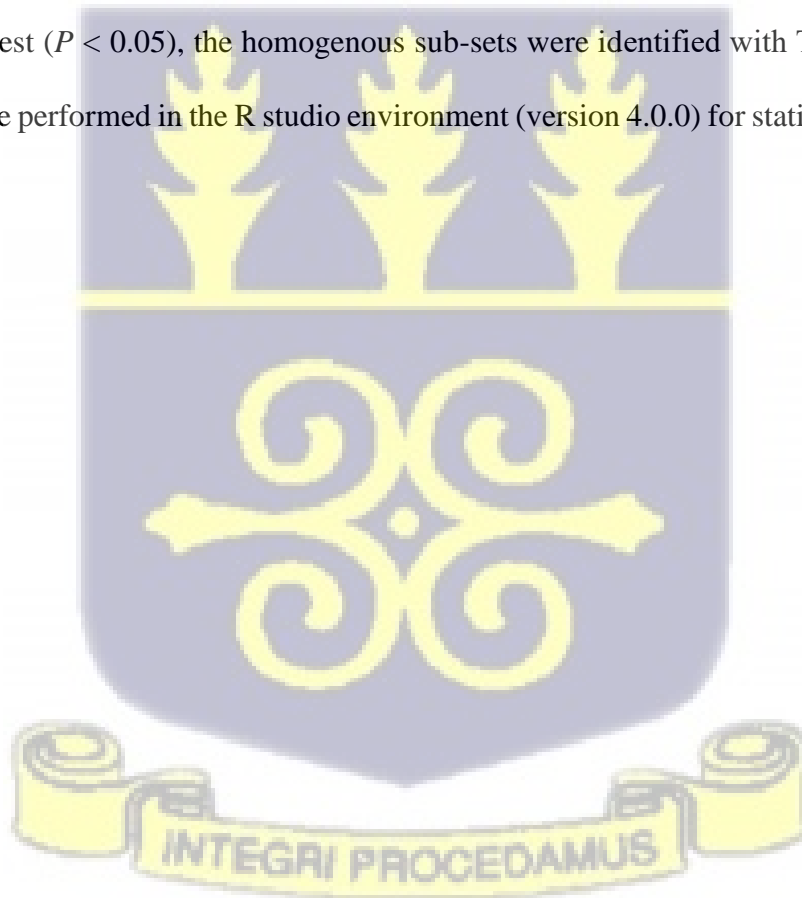 est (P < 0.05), the homogenous sub-sets were identified with
e performed in the R studio environment (version 4.0.0) for stati
INTEGRI PROCEDAMUS